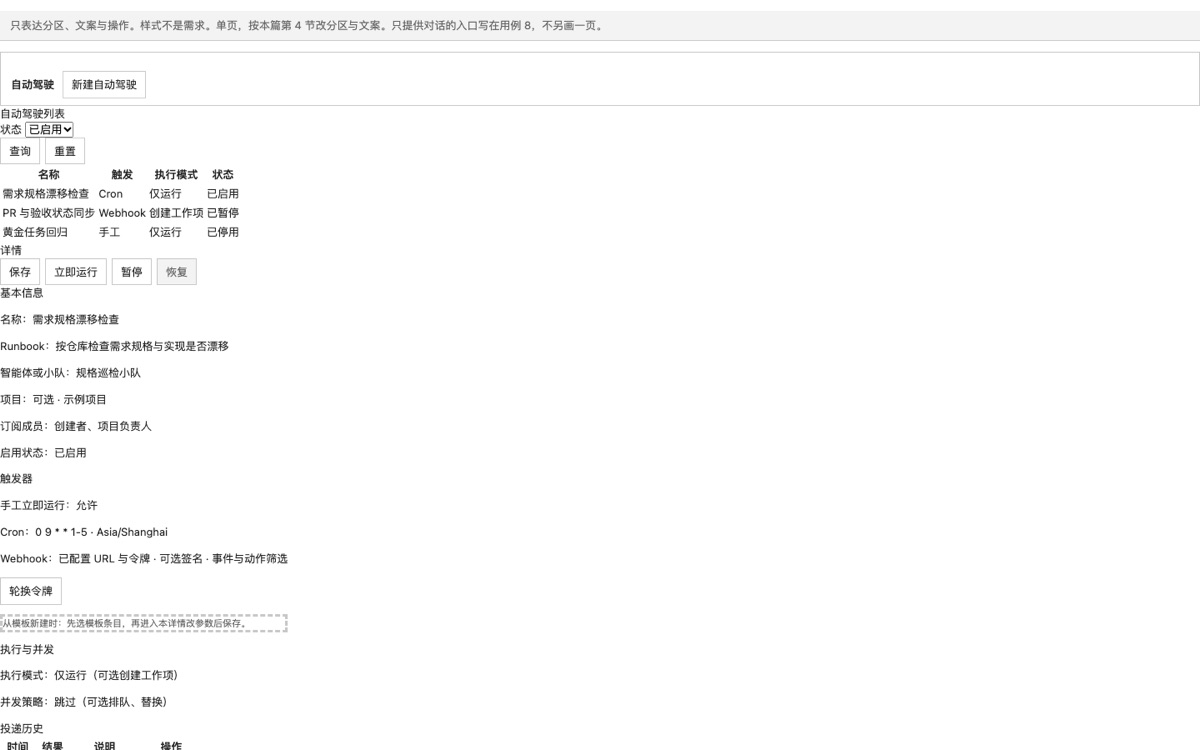 只表达分区、文案与操作。样式不是需求。单页，按本篇第 4 节改分区与文案。只提供对话的入口写在用例 8，不另画一页。
自动驾驶 新建自动驾驶
自动驾驶列表
状态 已启用
查询 重置
名称 触发 执行模式 状态
需求规格漂移检查 Cron 仅运行 已启用
PR 与验收状态同步 Webhook 创建工作项 已暂停
黄金任务回归 手工 仅运行 已停用
详情
保存 立即运行 暂停 恢复
基本信息
名称：需求规格漂移检查
Runbook：按仓库检查需求规格与实现是否漂移
智能体或小队：规格巡检小队
项目：可选 · 示例项目
订阅成员：创建者、项目负责人
启用状态：已启用
触发器
手工立即运行：允许
Cron：0 9 * * 1-5 · Asia/Shanghai
Webhook：已配置 URL 与令牌 · 可选签名 · 事件与动作筛选
轮换令牌
从模板新建时：先选模板条目，再进入本详情改参数后保存。
执行与并发
执行模式：仅运行（可选创建工作项）
并发策略：跳过（可选排队、替换）
投递历史
时间 结果 说明 操作